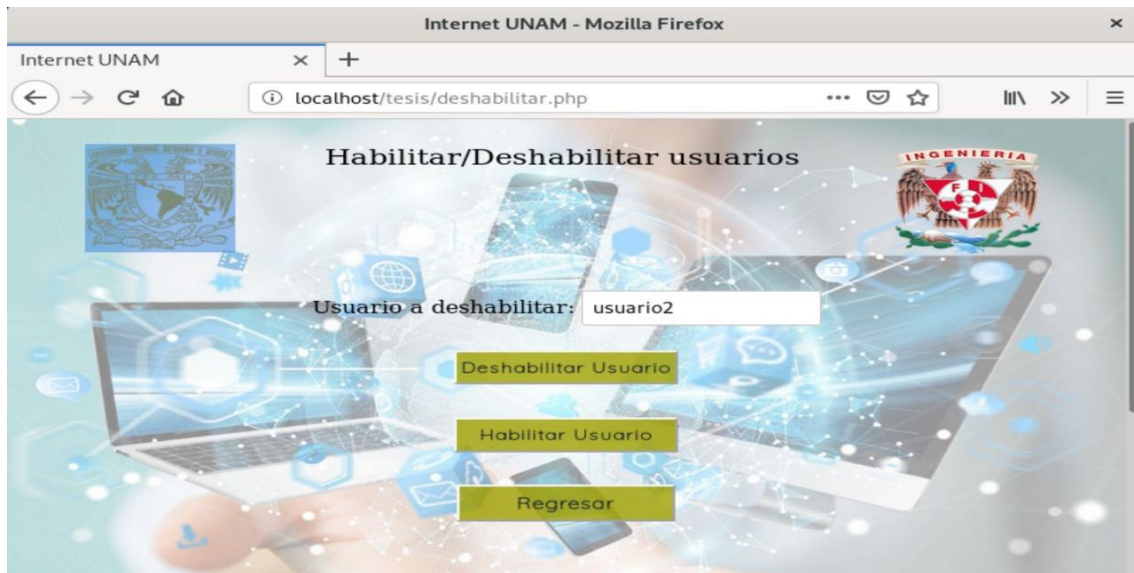 Internet UNAM - Mozilla Firefox
Internet UNAM
localhost/tesis/deshabilitar.php
Habilitar/Deshabilitar usuarios
INGENIERIA
F I
Usuario a deshabilitar: usuario2
Deshabilitar Usuario
Habilitar Usuario
Regresar